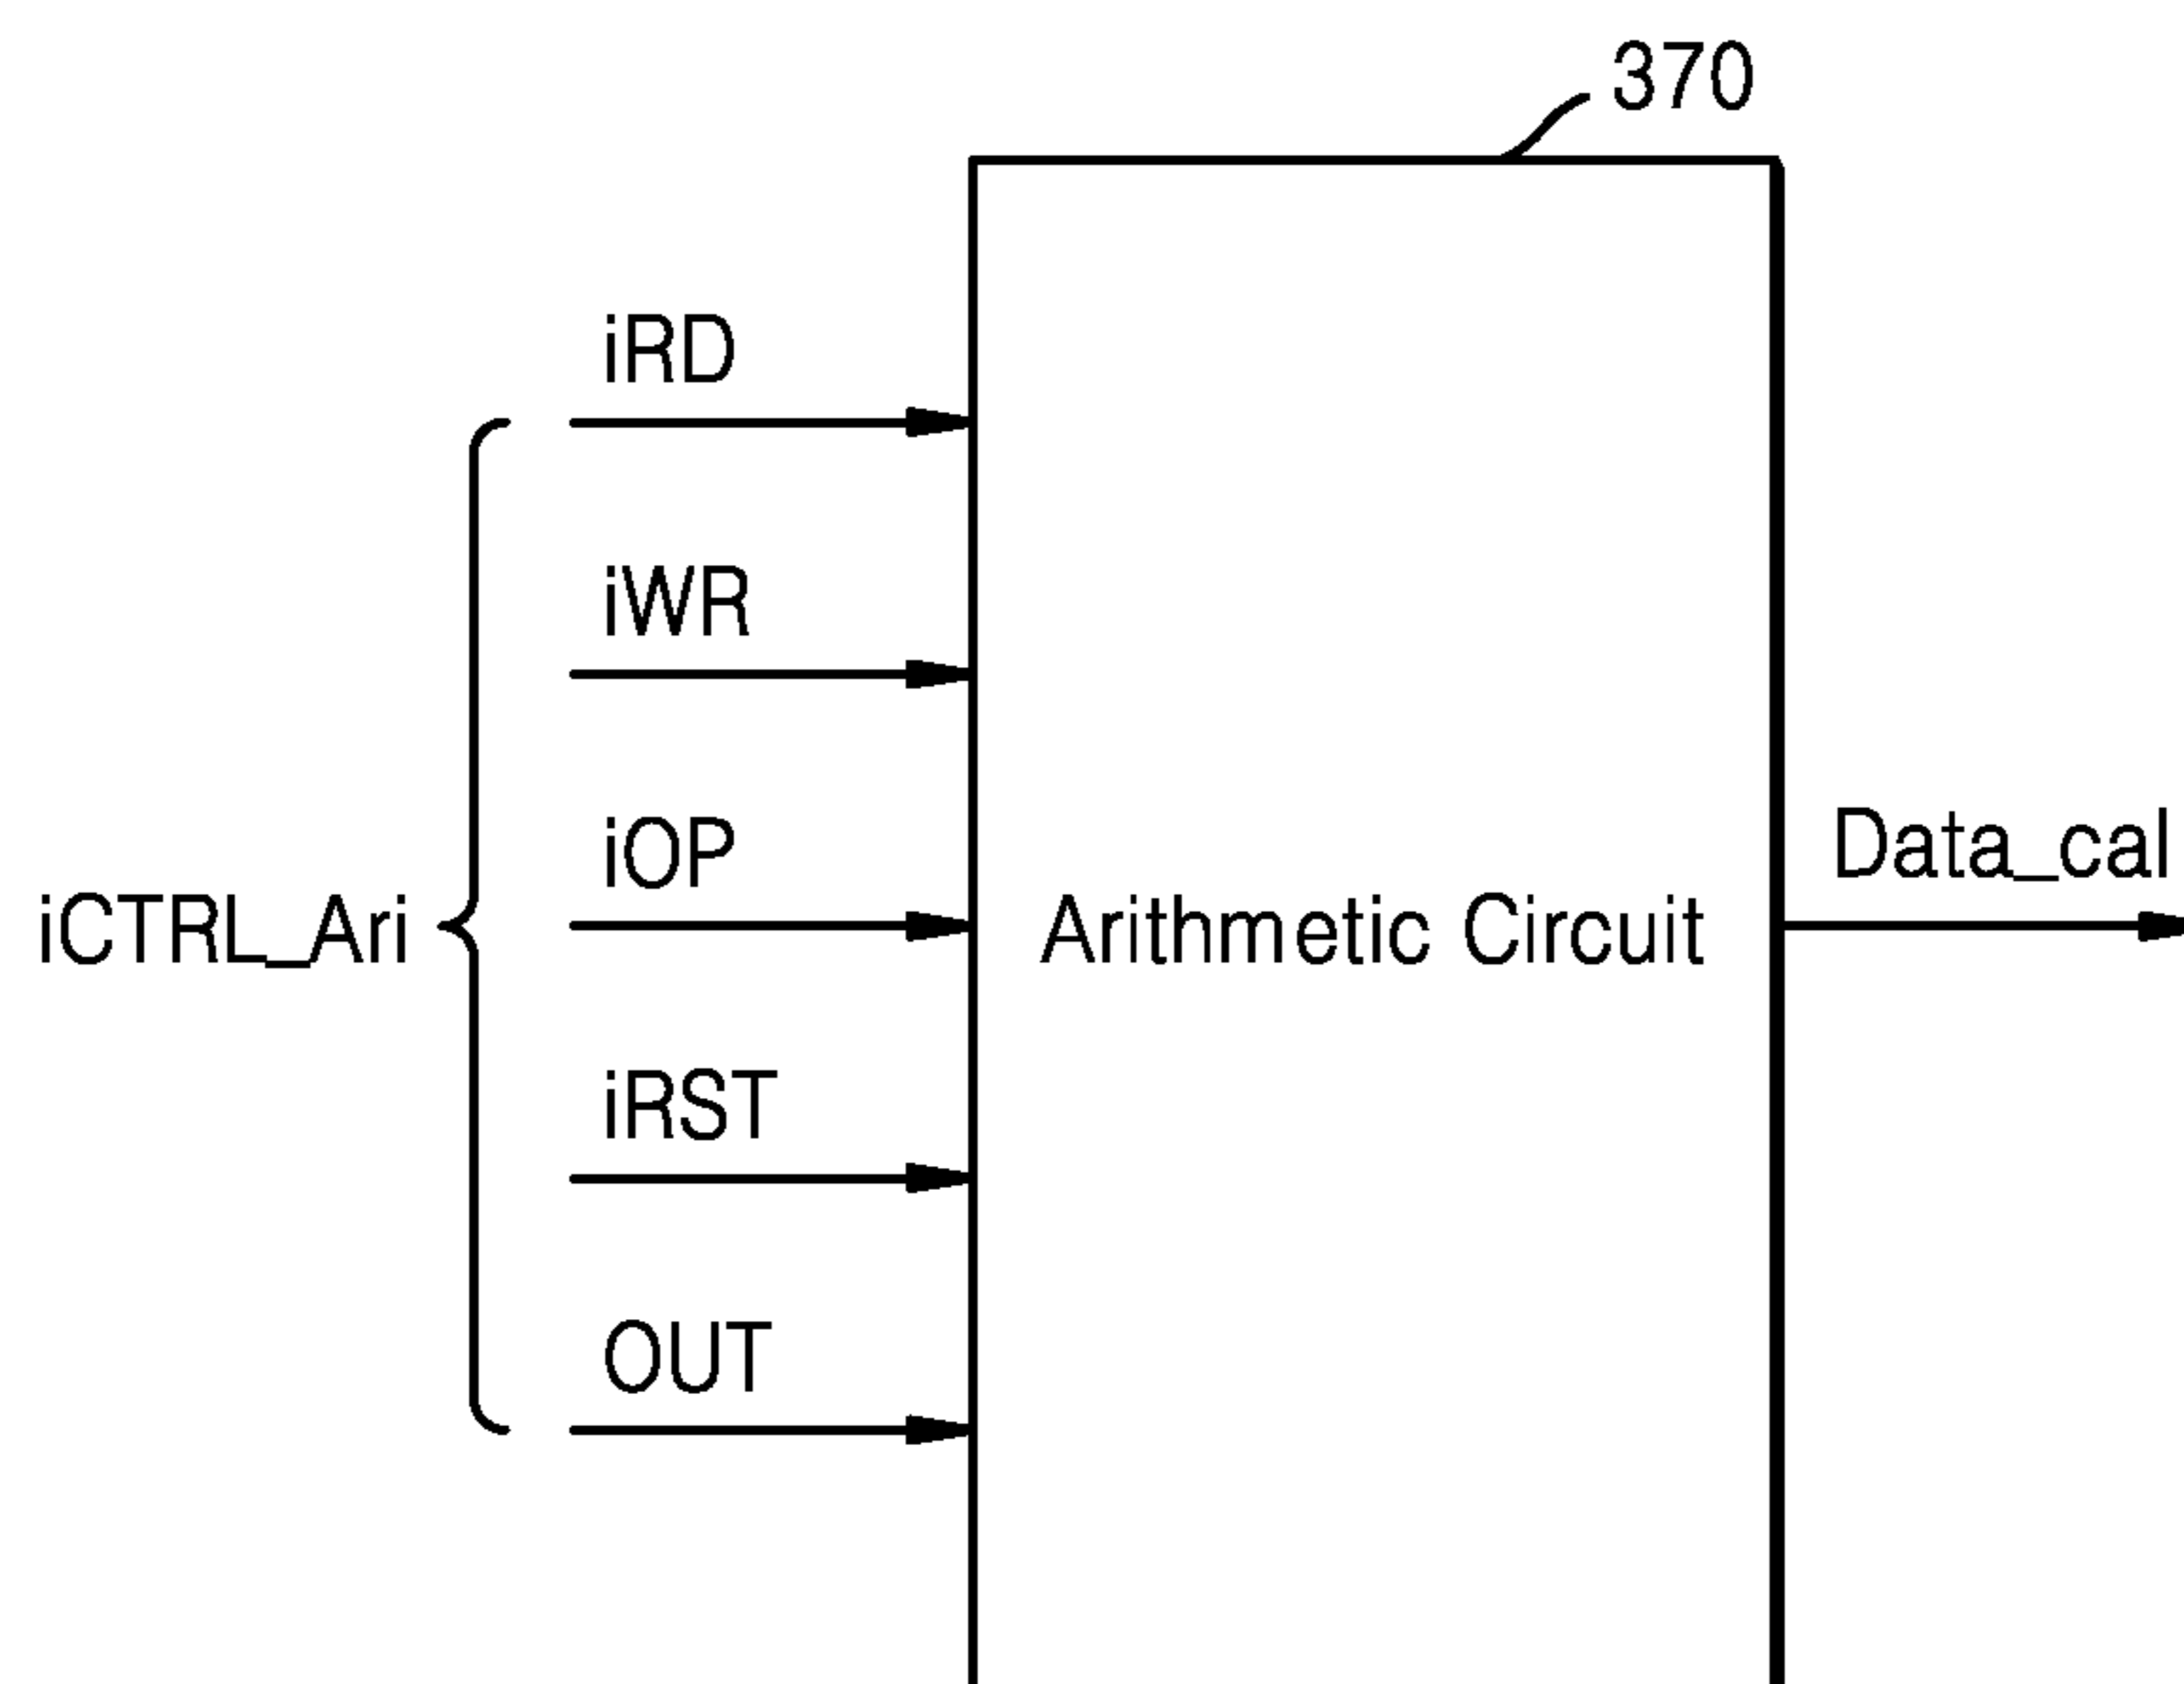 370
iRD
iWR
iOP
iRST
OUT
iCTRL_Ari
Arithmetic Circuit
Data_cal